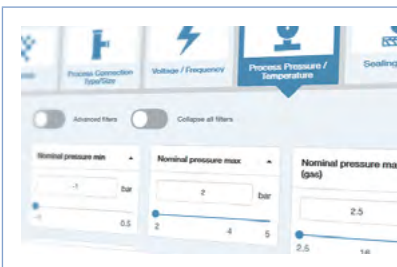 Process Connection
Type/Size
Voltage / Frequency
Process Pressure /
Temperature
Sealing
Advanced filters
Collapse all filters
Nominal pressure min
-1
bar
-1
0.5
Nominal pressure max
2
bar
2
4
5
Nominal pressure ma
(gas)
2.5
2.5
16